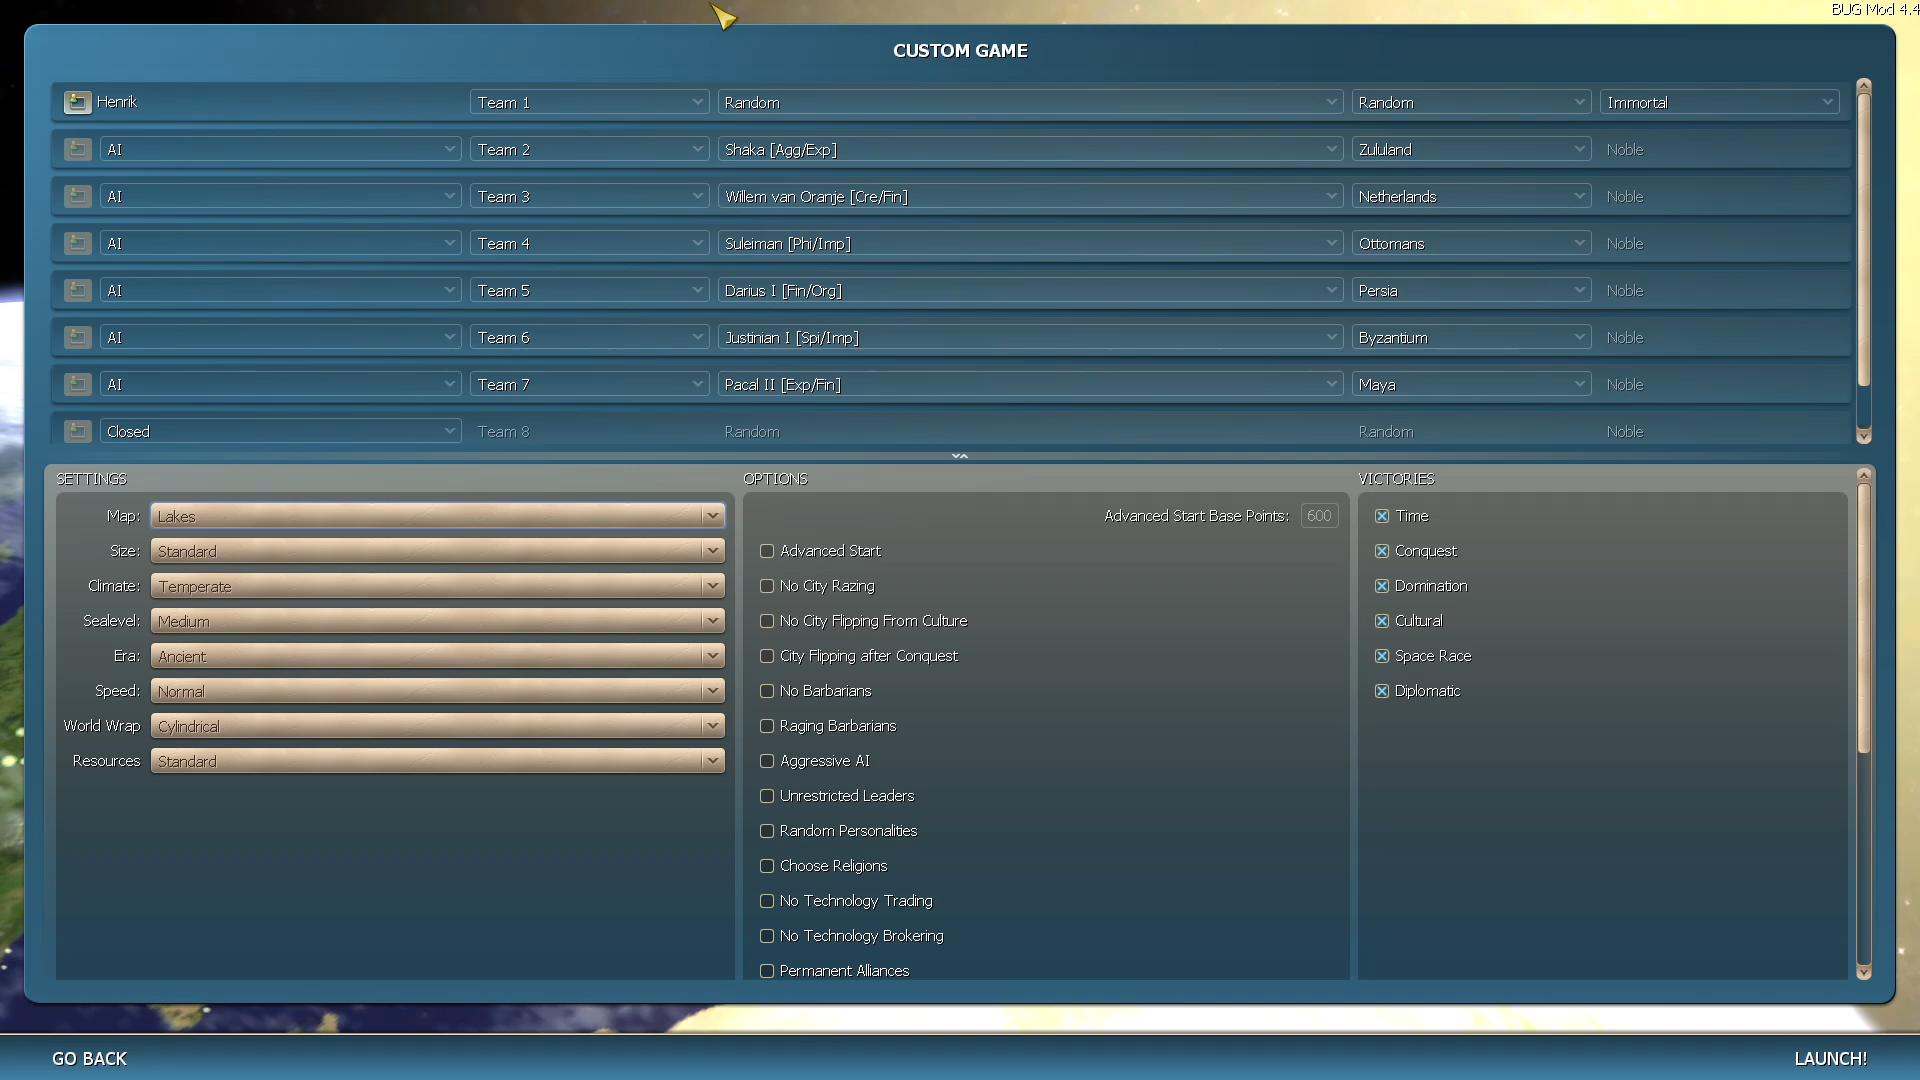 BUG Mod 4.4
CUSTOM GAME
Henrik Team 1 Random Random Immortal
AI Team 2 Shaka [Agg/Exp] Zululand Noble
AI Team 3 Willem van Oranje [Cre/Fin] Netherlands Noble
AI Team 4 Suleiman [Phi/Imp] Ottomans Noble
AI Team 5 Darius I [Fin/Org] Persia Noble
AI Team 6 Justinian I [Spi/Imp] Byzantium Noble
AI Team 7 Pacal II [Exp/Fin] Maya Noble
Closed Team 8 Random Random Noble
SETTINGS
Map: Lakes
Size: Standard
Climate: Temperate
Sealevel: Medium
Era: Ancient
Speed: Normal
World Wrap Cylindrical
Resources Standard
OPTIONS
Advanced Start Base Points: 600
Advanced Start
No City Razing
No City Flipping From Culture
City Flipping after Conquest
No Barbarians
Raging Barbarians
Aggressive AI
Unrestricted Leaders
Random Personalities
Choose Religions
No Technology Trading
No Technology Brokering
Permanent Alliances
VICTORIES
Time
Conquest
Domination
Cultural
Space Race
Diplomatic
GO BACK
LAUNCH!